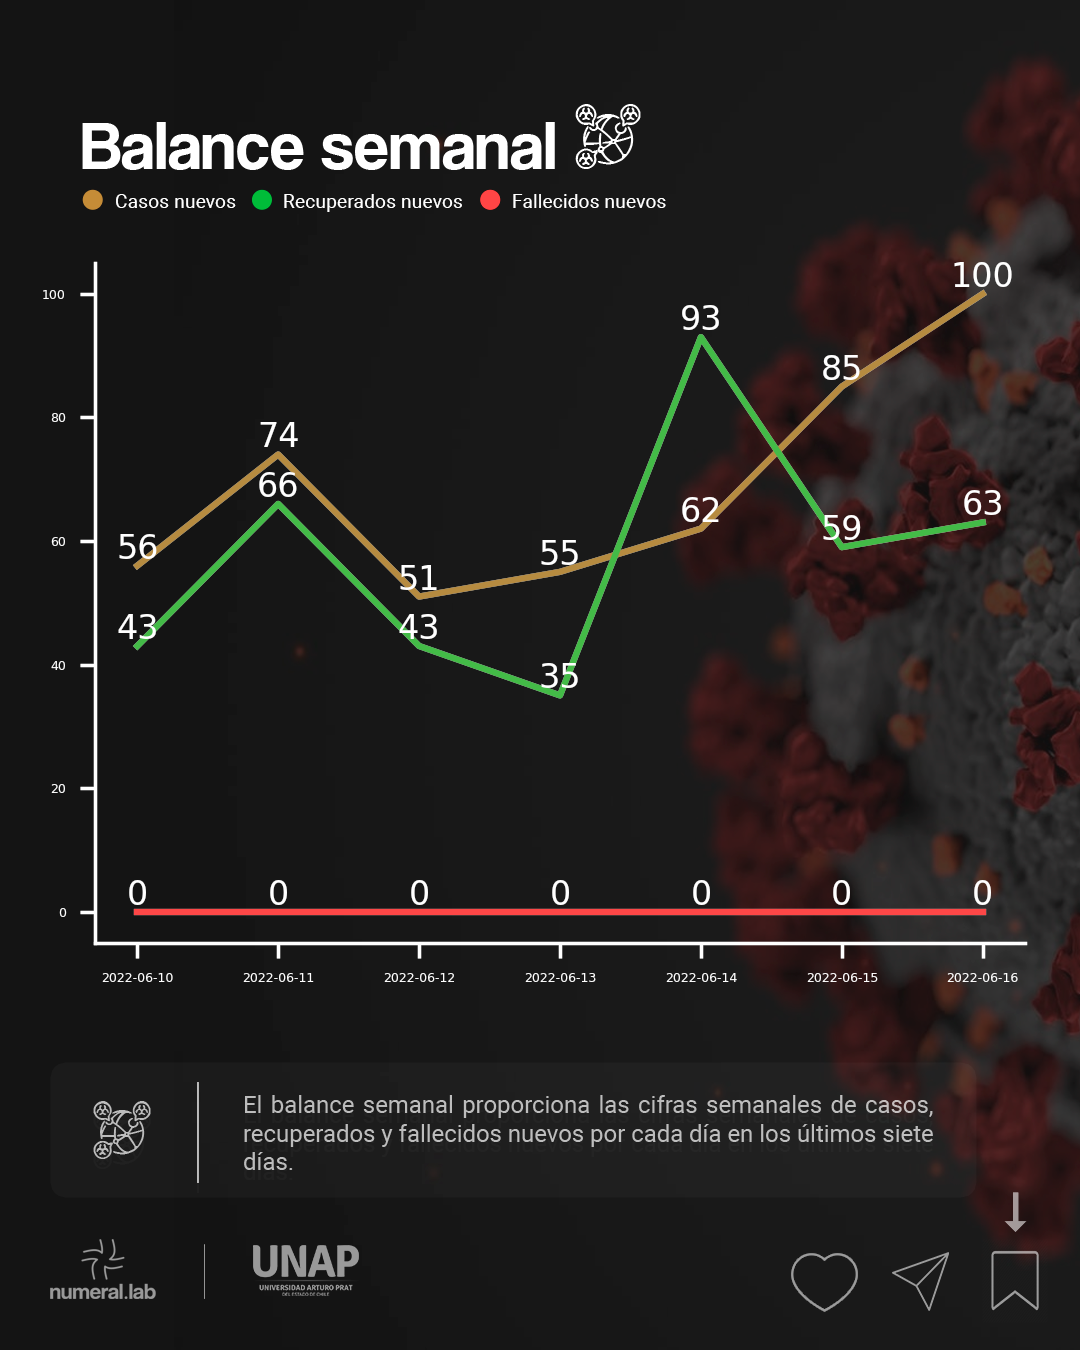 Balance semanal
Casos nuevos Recuperados nuevos Fallecidos nuevos
100
80
60
40
20
0
56 74 51 55 62 85 100
43 66 43 35 93 59 63
0 0 0 0 0 0 0
2022-06-10 2022-06-11 2022-06-12 2022-06-13 2022-06-14 2022-06-15 2022-06-16
El balance semanal proporciona las cifras semanales de casos,
recuperados y fallecidos nuevos por cada día en los últimos siete
días.
numeral.lab
UNAP
UNIVERSIDAD ARTURO PRAT
DEL ESTADO DE CHILE